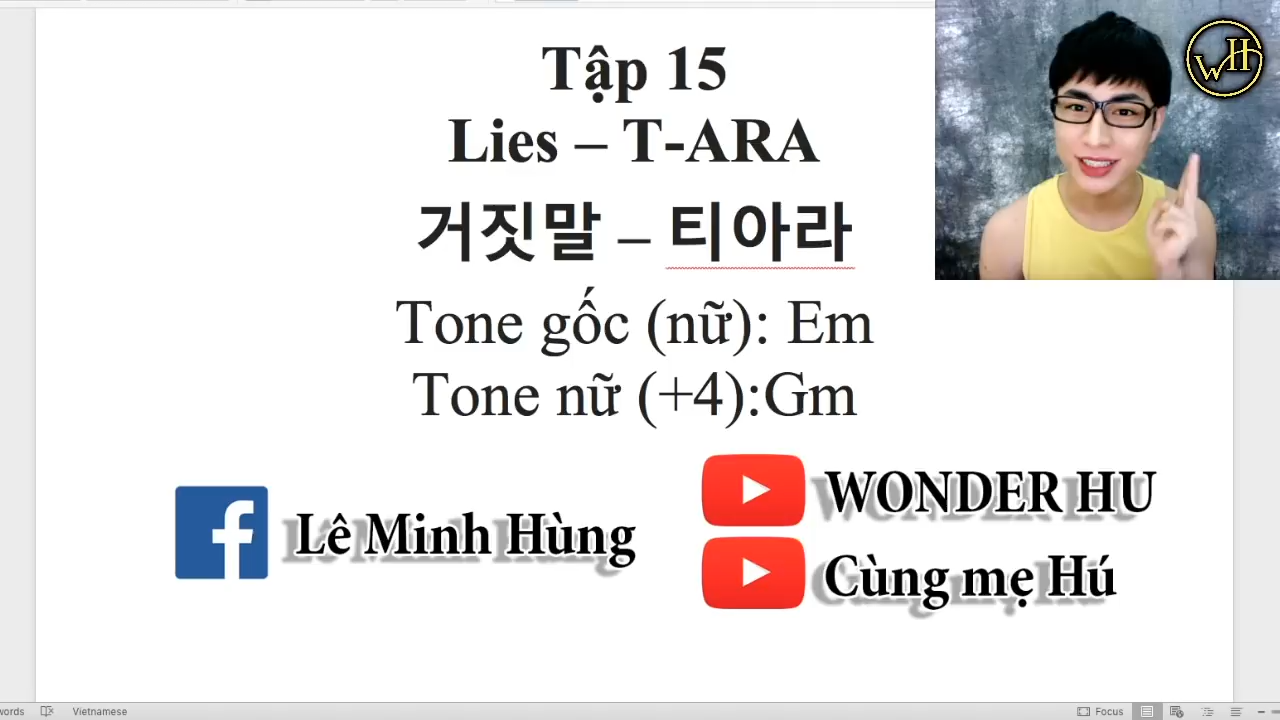 Tập 15
Lies – T-ARA
거짓말 – 티아라
Tone gốc (nữ): Em
Tone nữ (+4):Gm
Lê Minh Hùng
WONDER HU
Cùng mẹ Hú
WH
words
Vietnamese
Focus